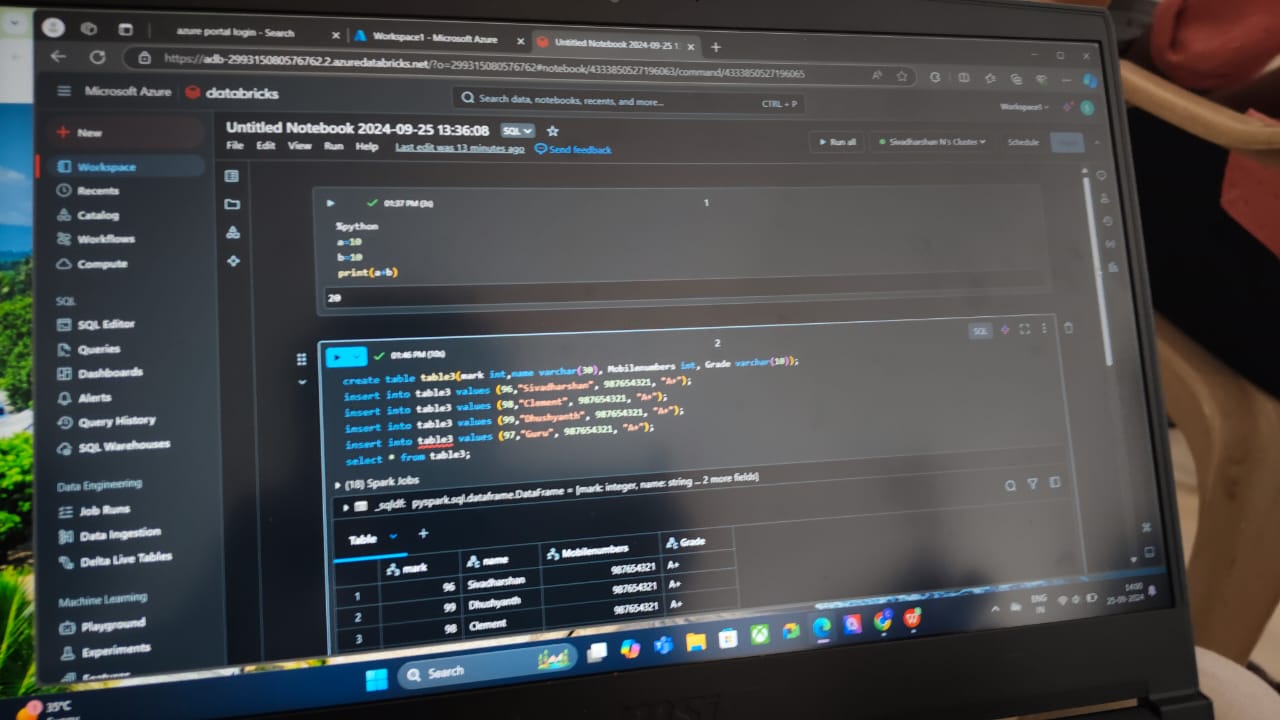 azure portal login - Search
Workspace1 - Microsoft Azure
Untitled Notebook 2024-09-25 1
https://adb-299315080576762.2.azuredatabricks.net/?o=299315080576762#notebook/4333850527196063/command/4333850527196065
Microsoft Azure databricks
Search data, notebooks, recents, and more... CTRL + P
Workspace1
New
Workspace
Recents
Catalog
Workflows
Compute
SQL
SQL Editor
Queries
Dashboards
Alerts
Query History
SQL Warehouses
Data Engineering
Job Runs
Data Ingestion
Delta Live Tables
Machine Learning
Playground
Experiments
Untitled Notebook 2024-09-25 13:36:08 SQL
File Edit View Run Help Last edit was 13 minutes ago Send feedback
Run all Sivadharshan N's Cluster Schedule
01:37 PM (3s) 1
%python
a=10
b=10
print(a+b)
20
01:46 PM (10s) 2 SQL
create table table3(mark int,name varchar(30), Mobilenumbers int, Grade varchar(10));
insert into table3 values (96,"Sivadharshan", 987654321, "A+");
insert into table3 values (98,"Clement", 987654321, "A+");
insert into table3 values (99,"Dhushyanth", 987654321, "A+");
insert into table3 values (97,"Guru", 987654321, "A+");
select * from table3;
(18) Spark Jobs
_sqldf: pyspark.sql.dataframe.DataFrame = [mark: integer, name: string ... 2 more fields]
Table +
mark name Mobilenumbers Grade
1 96 Sivadharshan 987654321 A+
2 99 Dhushyanth 987654321 A+
3 98 Clement 987654321 A+
Search
ENG
IN
14:00
25-09-2024
35°C